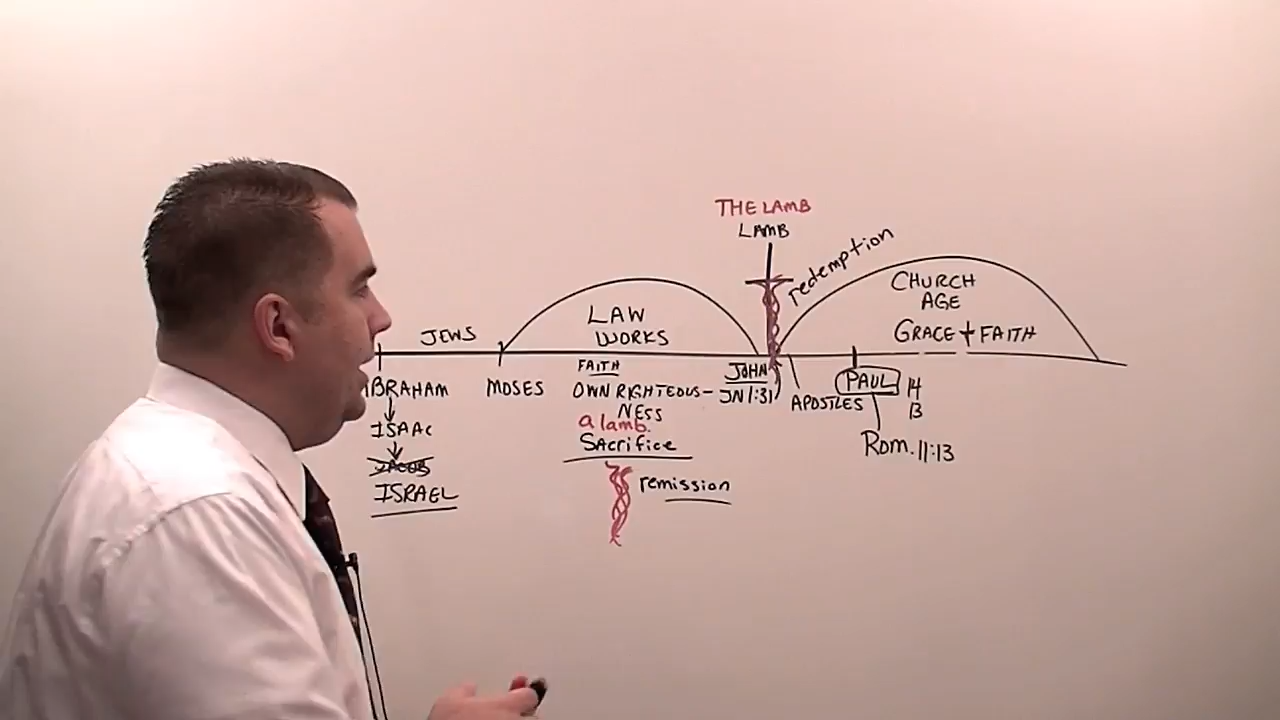 THE LAMB
LAMB
redemption
CHURCH
AGE
GRACE + FAITH
LAW
WORKS
JEWS
ABRAHAM
ISAAC
JACOB
ISRAEL
MOSES
FAITH
OWN RIGHTEOUS-
NESS
a lamb.
SACrifice
remission
JOHN
JN 1:31
APOSTLES
PAUL
14
13
Rom. 11:13